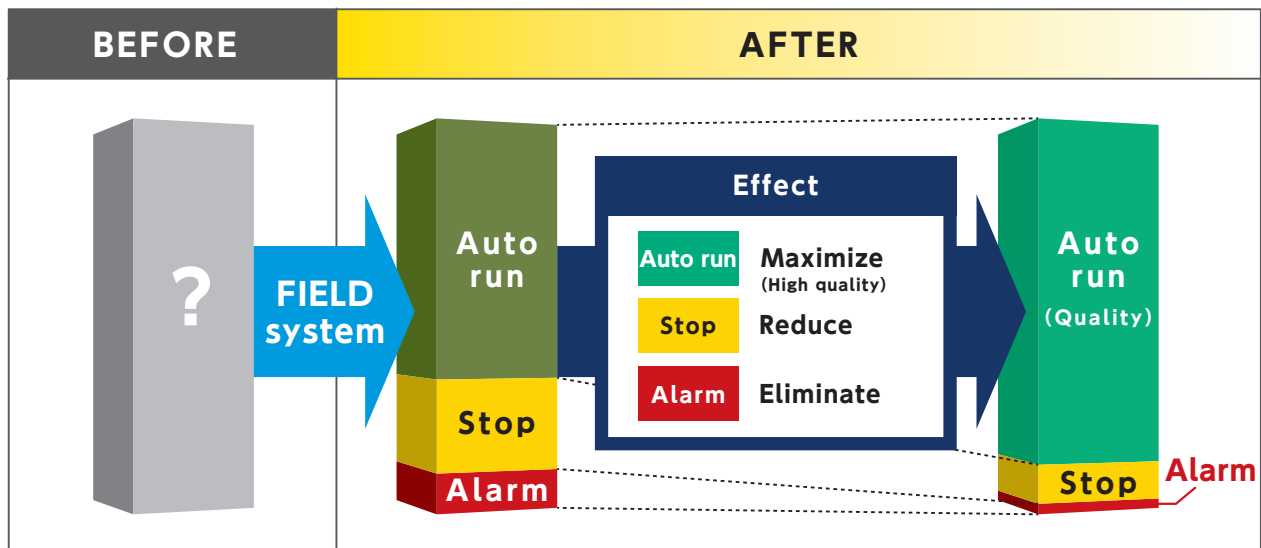 BEFORE
AFTER
?
FIELD
system
Auto
run
Stop
Alarm
Effect
Auto run
Maximize
(High quality)
Stop
Reduce
Alarm
Eliminate
Auto
run
(Quality)
Stop
Alarm